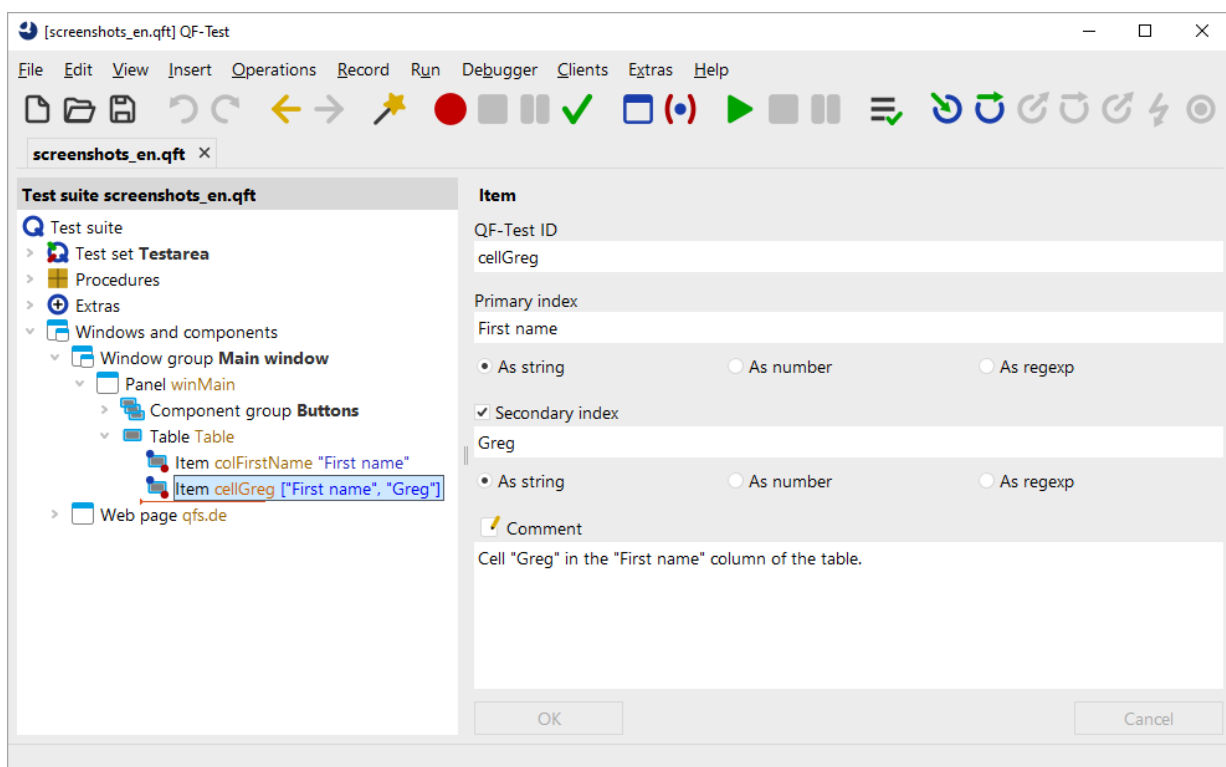 [screenshots_en.qft] QF-Test
File Edit View Insert Operations Record Run Debugger Clients Extras Help
screenshots_en.qft
Test suite screenshots_en.qft
Test suite
Test set Testarea
Procedures
Extras
Windows and components
Window group Main window
Panel winMain
Component group Buttons
Table Table
Item colFirstName "First name"
Item cellGreg ["First name", "Greg"]
Web page qfs.de
Item
QF-Test ID
cellGreg
Primary index
First name
As string As number As regexp
Secondary index
Greg
As string As number As regexp
Comment
Cell "Greg" in the "First name" column of the table.
OK Cancel